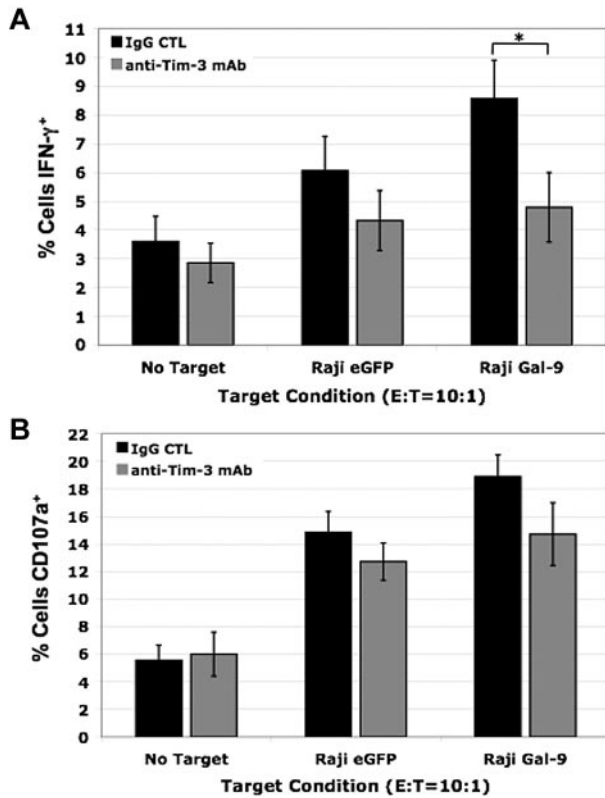 A
IgG CTL
anti-Tim-3 mAb
*
% Cells IFN-γ+
11
10
9
8
7
6
5
4
3
2
1
0
No Target Raji eGFP Raji Gal-9
Target Condition (E:T=10:1)
B
IgG CTL
anti-Tim-3 mAb
% Cells CD107a+
22
20
18
16
14
12
10
8
6
4
2
0
No Target Raji eGFP Raji Gal-9
Target Condition (E:T=10:1)